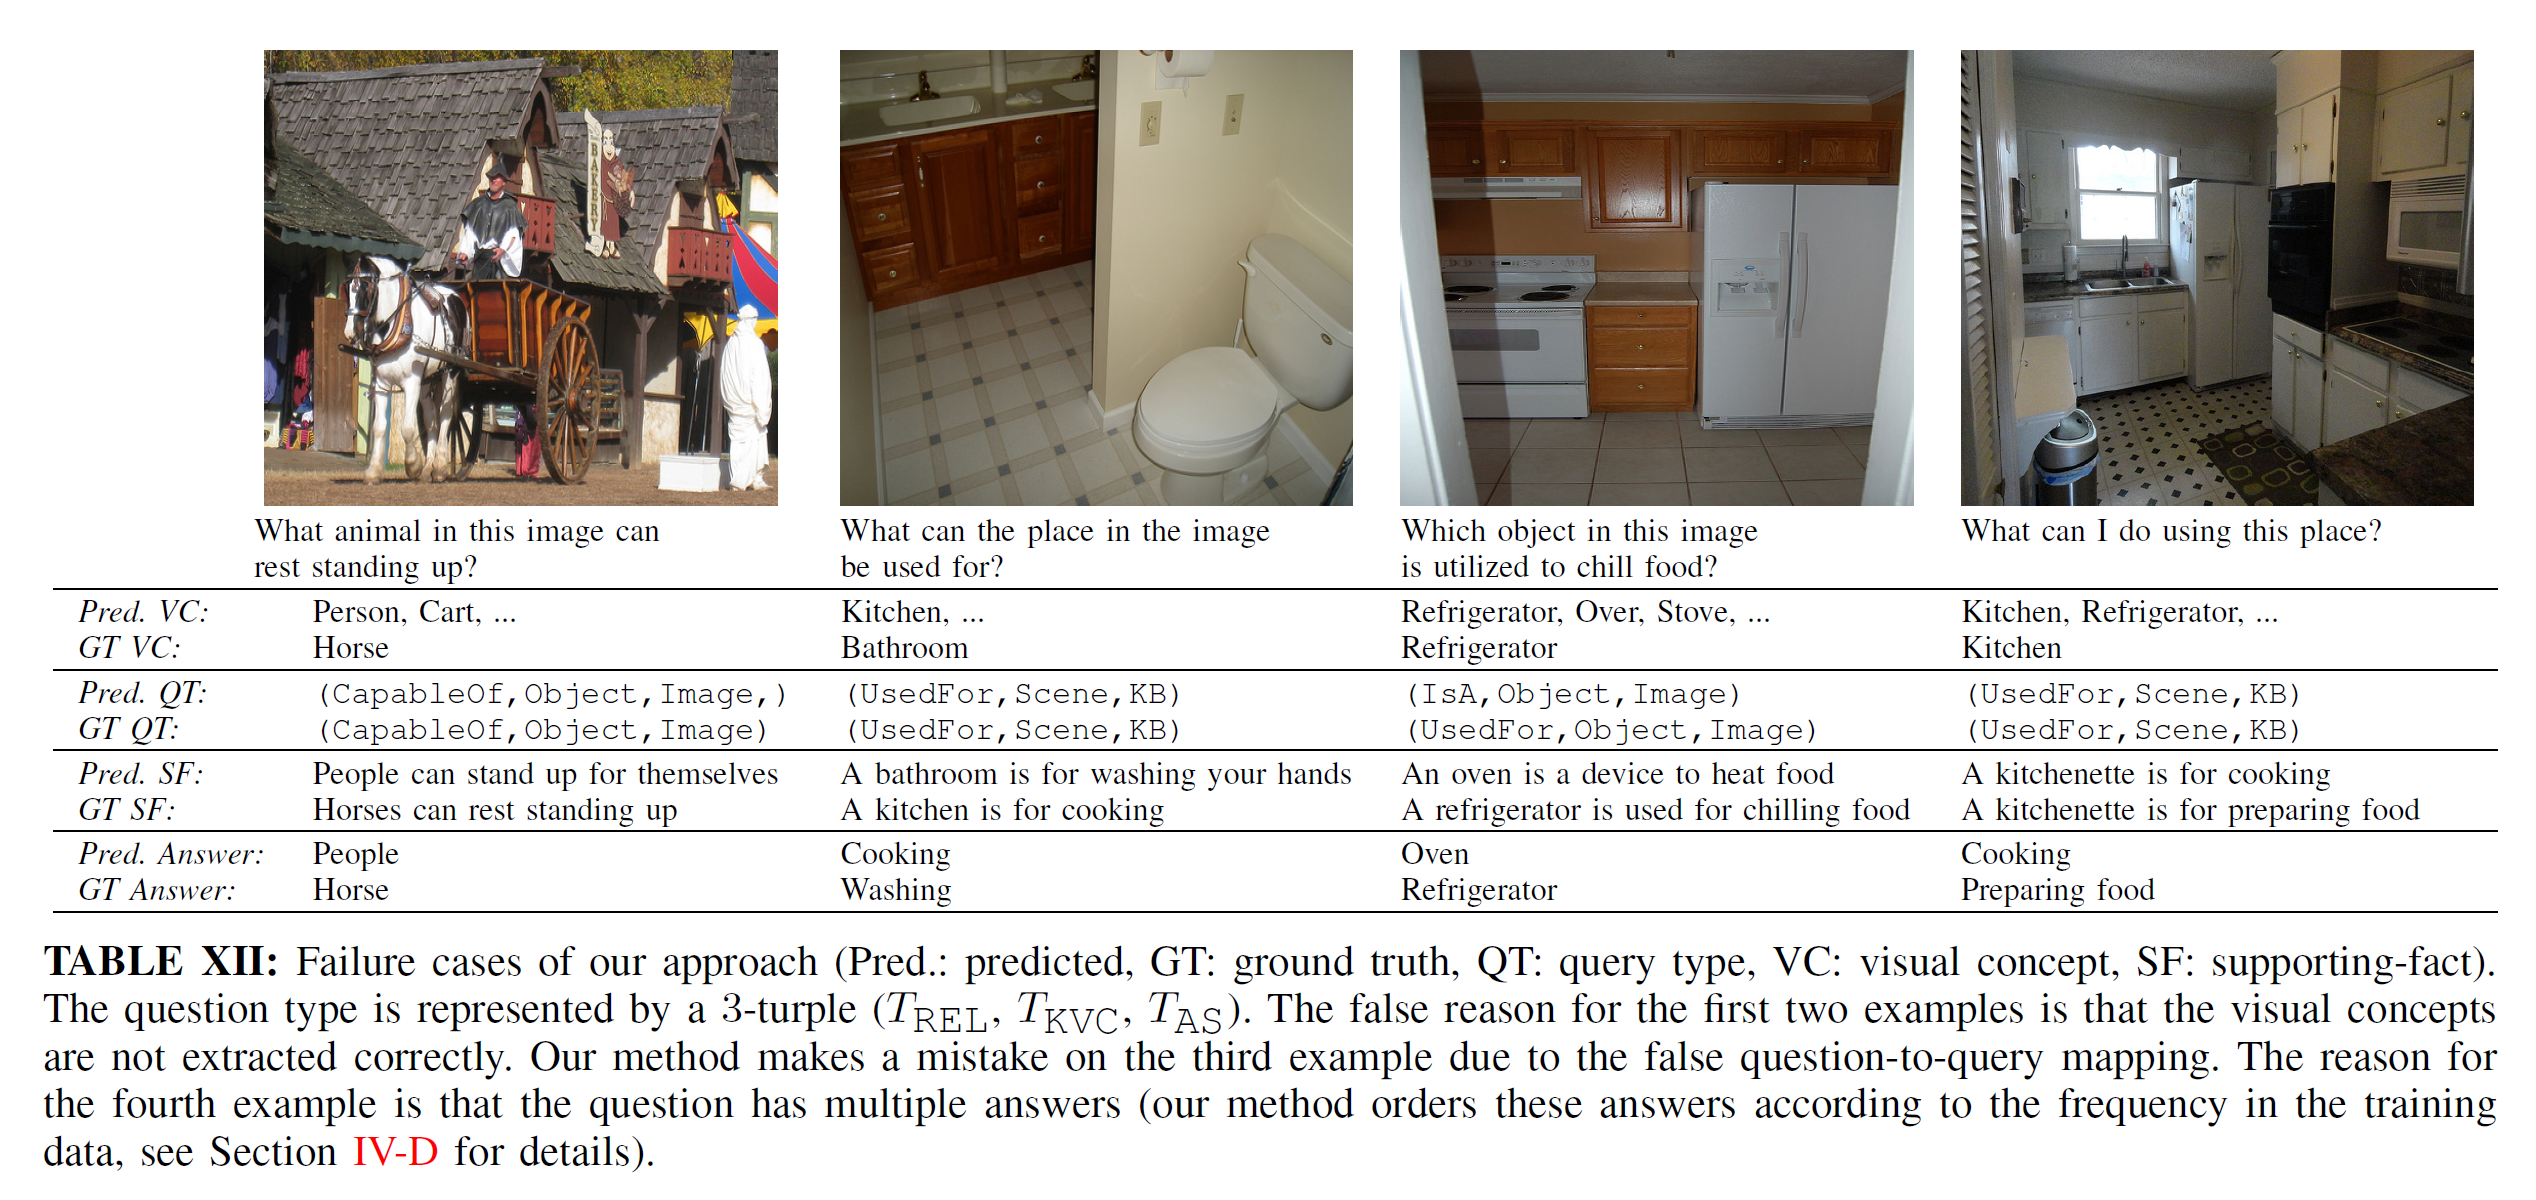 BAKERY
What animal in this image can
rest standing up?
What can the place in the image
be used for?
Which object in this image
is utilized to chill food?
What can I do using this place?
Pred. VC: Person, Cart, ... Kitchen, ... Refrigerator, Over, Stove, ... Kitchen, Refrigerator, ...
GT VC: Horse Bathroom Refrigerator Kitchen
Pred. QT: (CapableOf,Object,Image,) (UsedFor,Scene,KB) (IsA,Object,Image) (UsedFor,Scene,KB)
GT QT: (CapableOf,Object,Image) (UsedFor,Scene,KB) (UsedFor,Object,Image) (UsedFor,Scene,KB)
Pred. SF: People can stand up for themselves A bathroom is for washing your hands An oven is a device to heat food A kitchenette is for cooking
GT SF: Horses can rest standing up A kitchen is for cooking A refrigerator is used for chilling food A kitchenette is for preparing food
Pred. Answer: People Cooking Oven Cooking
GT Answer: Horse Washing Refrigerator Preparing food
TABLE XII: Failure cases of our approach (Pred.: predicted, GT: ground truth, QT: query type, VC: visual concept, SF: supporting-fact).
The question type is represented by a 3-turple (T_REL, T_KVC, T_AS). The false reason for the first two examples is that the visual concepts
are not extracted correctly. Our method makes a mistake on the third example due to the false question-to-query mapping. The reason for
the fourth example is that the question has multiple answers (our method orders these answers according to the frequency in the training
data, see Section IV-D for details).